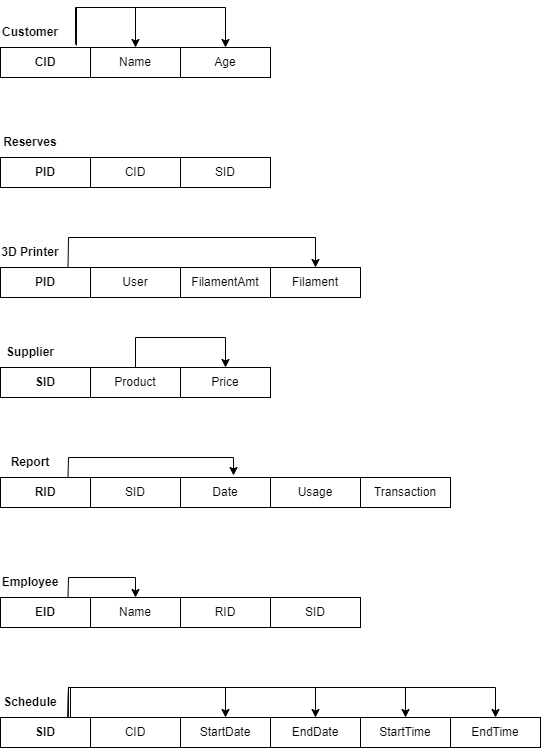 Customer
CID Name Age
Reserves
PID CID SID
3D Printer
PID User FilamentAmt Filament
Supplier
SID Product Price
Report
RID SID Date Usage Transaction
Employee
EID Name RID SID
Schedule
SID CID StartDate EndDate StartTime EndTime